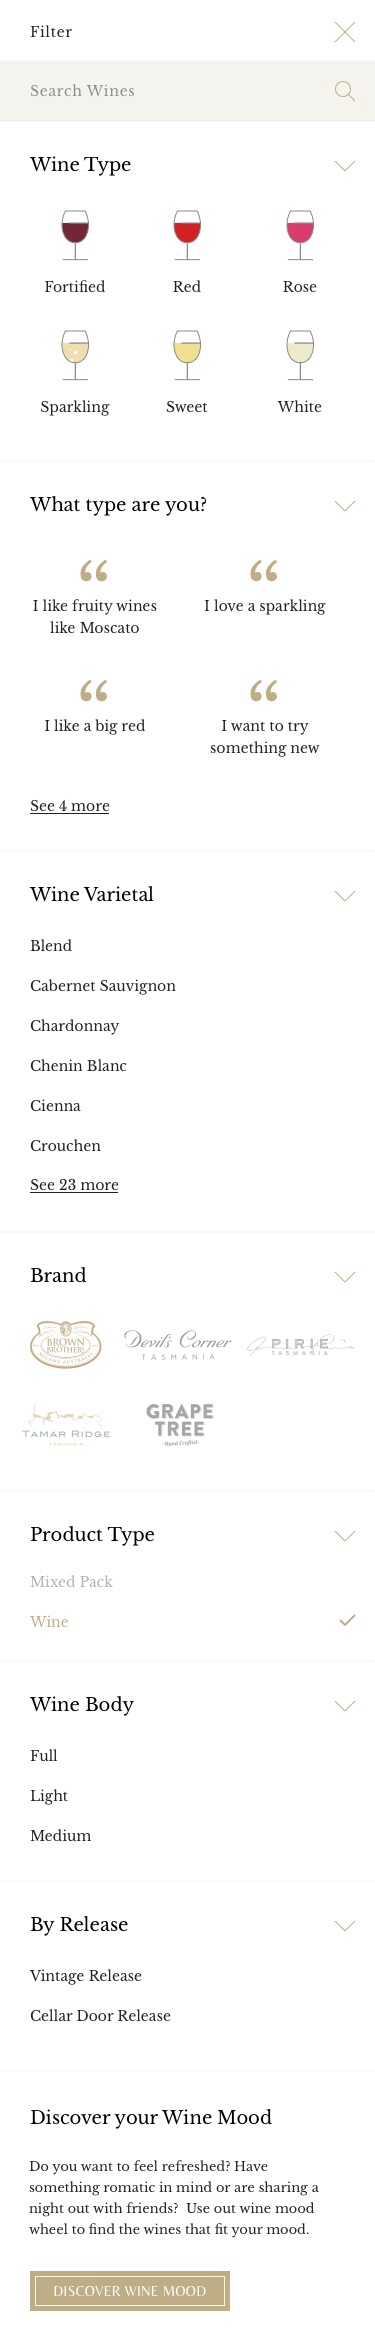 Filter
Search Wines
Wine Type
Fortified Red Rose
Sparkling Sweet White
What type are you?
I like fruity wines
like Moscato
I love a sparkling
I like a big red
I want to try
something new
See 4 more
Wine Varietal
Blend
Cabernet Sauvignon
Chardonnay
Chenin Blanc
Cienna
Crouchen
See 23 more
Brand
BROWN
BROTHERS
MILAWA AUSTRALIA
Devil's Corner
TASMANIA
PIRIE
TASMANIA
TAMAR RIDGE
TASMANIA
GRAPE
TREE
-Hand Crafted-
Product Type
Mixed Pack
Wine
Wine Body
Full
Light
Medium
By Release
Vintage Release
Cellar Door Release
Discover your Wine Mood
Do you want to feel refreshed? Have
something romatic in mind or are sharing a
night out with friends?  Use out wine mood
wheel to find the wines that fit your mood.
DISCOVER WINE MOOD